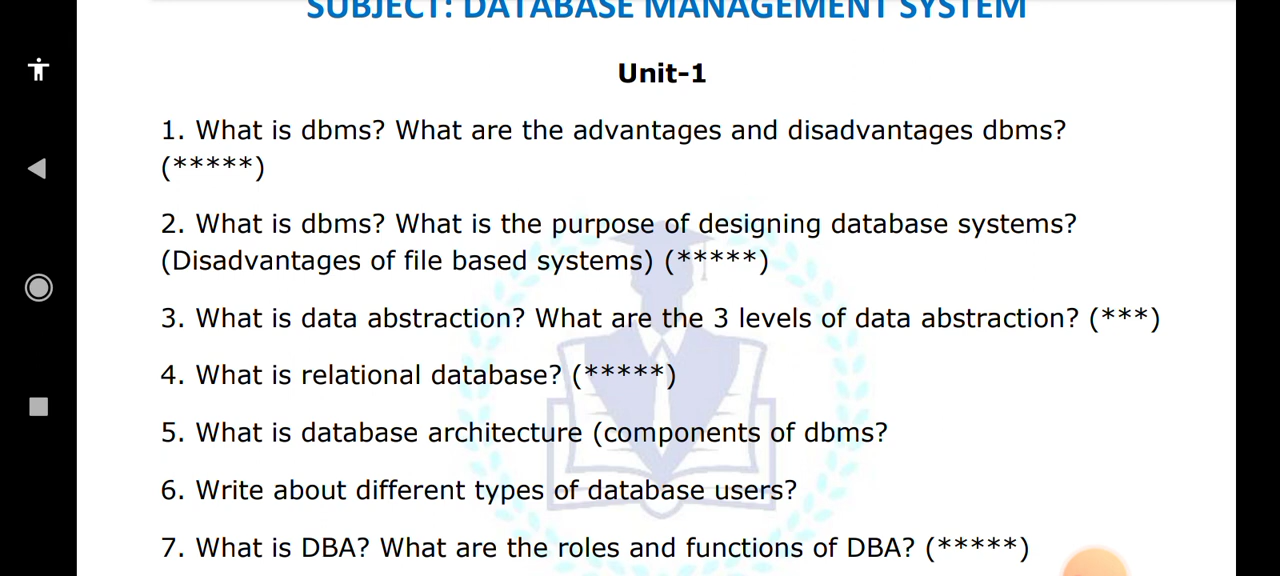 SUBJECT: DATABASE MANAGEMENT SYSTEM
Unit-1
1. What is dbms? What are the advantages and disadvantages dbms?
(*****)
2. What is dbms? What is the purpose of designing database systems?
(Disadvantages of file based systems) (*****)
3. What is data abstraction? What are the 3 levels of data abstraction? (***)
4. What is relational database? (*****)
5. What is database architecture (components of dbms?
6. Write about different types of database users?
7. What is DBA? What are the roles and functions of DBA? (*****)